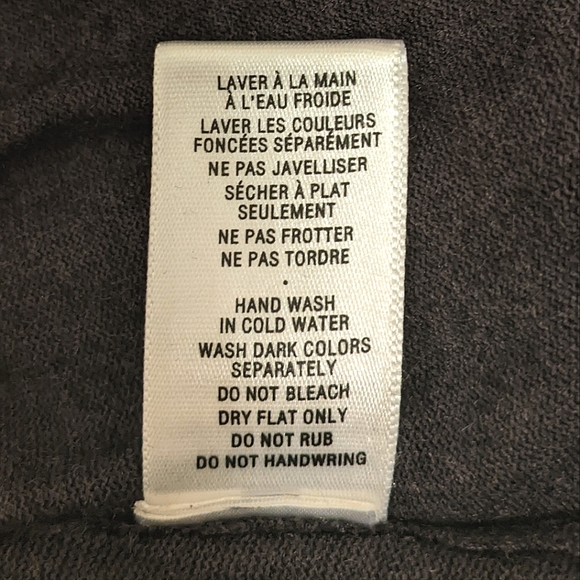 LAVER À LA MAIN
À L'EAU FROIDE
LAVER LES COULEURS
FONCÉES SÉPARÉMENT
NE PAS JAVELLISER
SÉCHER À PLAT
SEULEMENT
NE PAS FROTTER
NE PAS TORDRE
•
HAND WASH
IN COLD WATER
WASH DARK COLORS
SEPARATELY
DO NOT BLEACH
DRY FLAT ONLY
DO NOT RUB
DO NOT HANDWRING